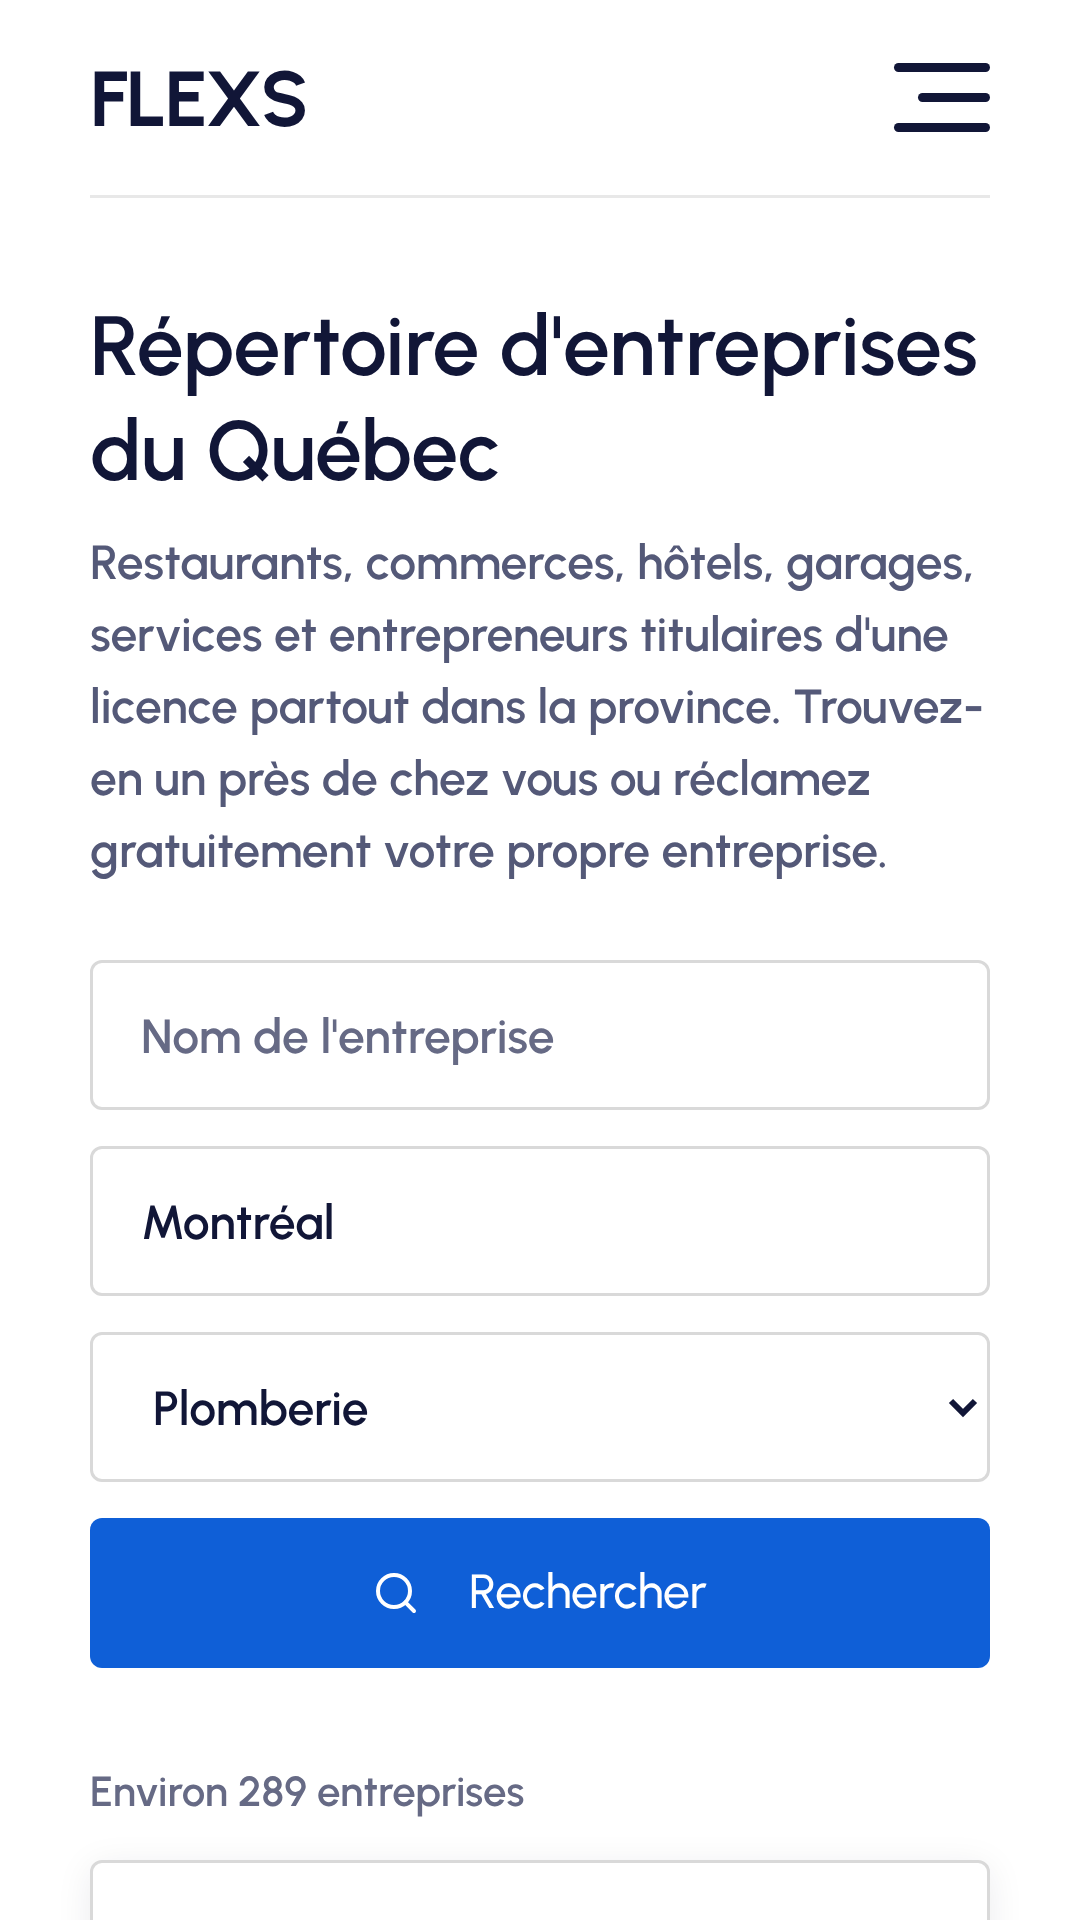 FLEXS
Répertoire d'entreprises
du Québec
Restaurants, commerces, hôtels, garages,
services et entrepreneurs titulaires d'une
licence partout dans la province. Trouvez-
en un près de chez vous ou réclamez
gratuitement votre propre entreprise.
Nom de l'entreprise
Montréal
Plomberie
Rechercher
Environ 289 entreprises